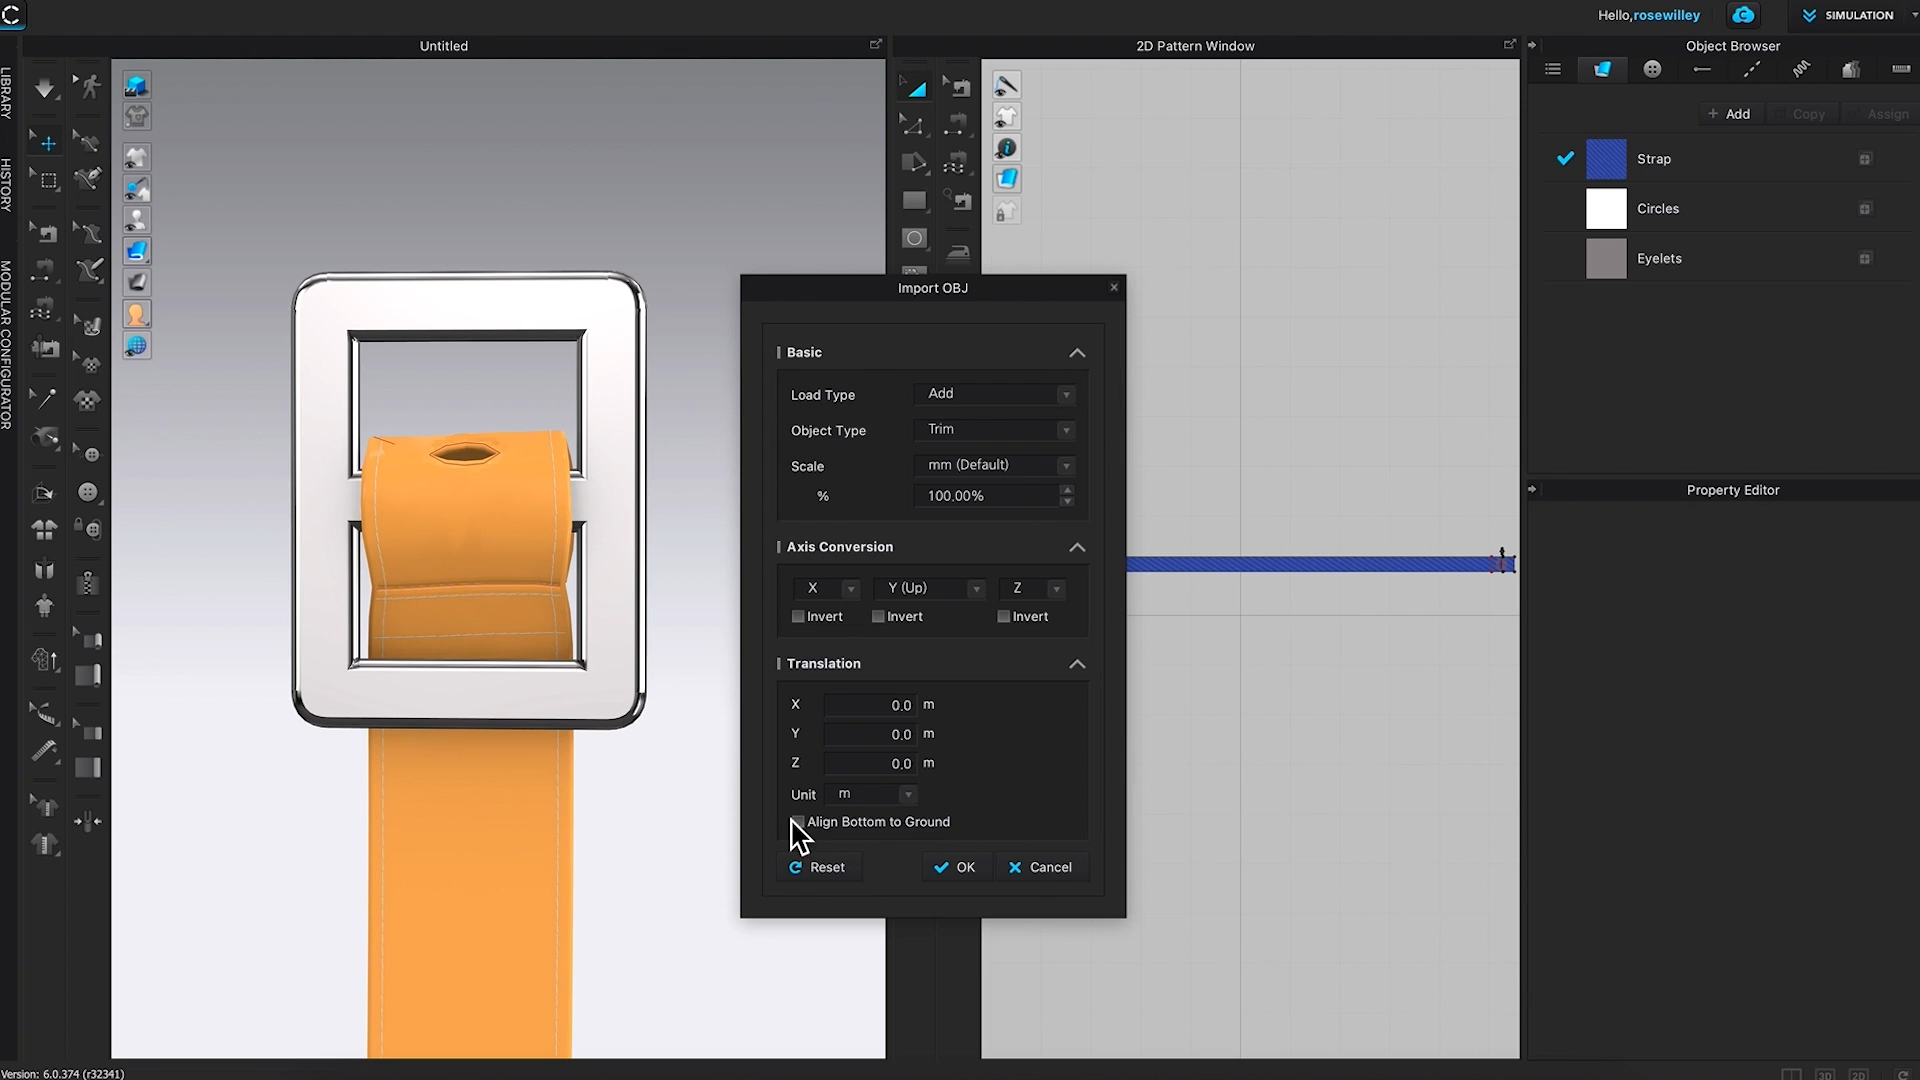 Hello,rosewilley
SIMULATION
Untitled
2D Pattern Window
Object Browser
LIBRARY
HISTORY
MODULAR CONFIGURATOR
+ Add
Copy
Assign
Strap
Circles
Eyelets
Property Editor
Import OBJ
Basic
Load Type
Add
Object Type
Trim
Scale
mm (Default)
%
100.00%
Axis Conversion
X
Y (Up)
Z
Invert
Invert
Invert
Translation
X
0.0
m
Y
0.0
m
Z
0.0
m
Unit
m
Align Bottom to Ground
Reset
OK
Cancel
Version: 6.0.374 (r32341)
3D
2D